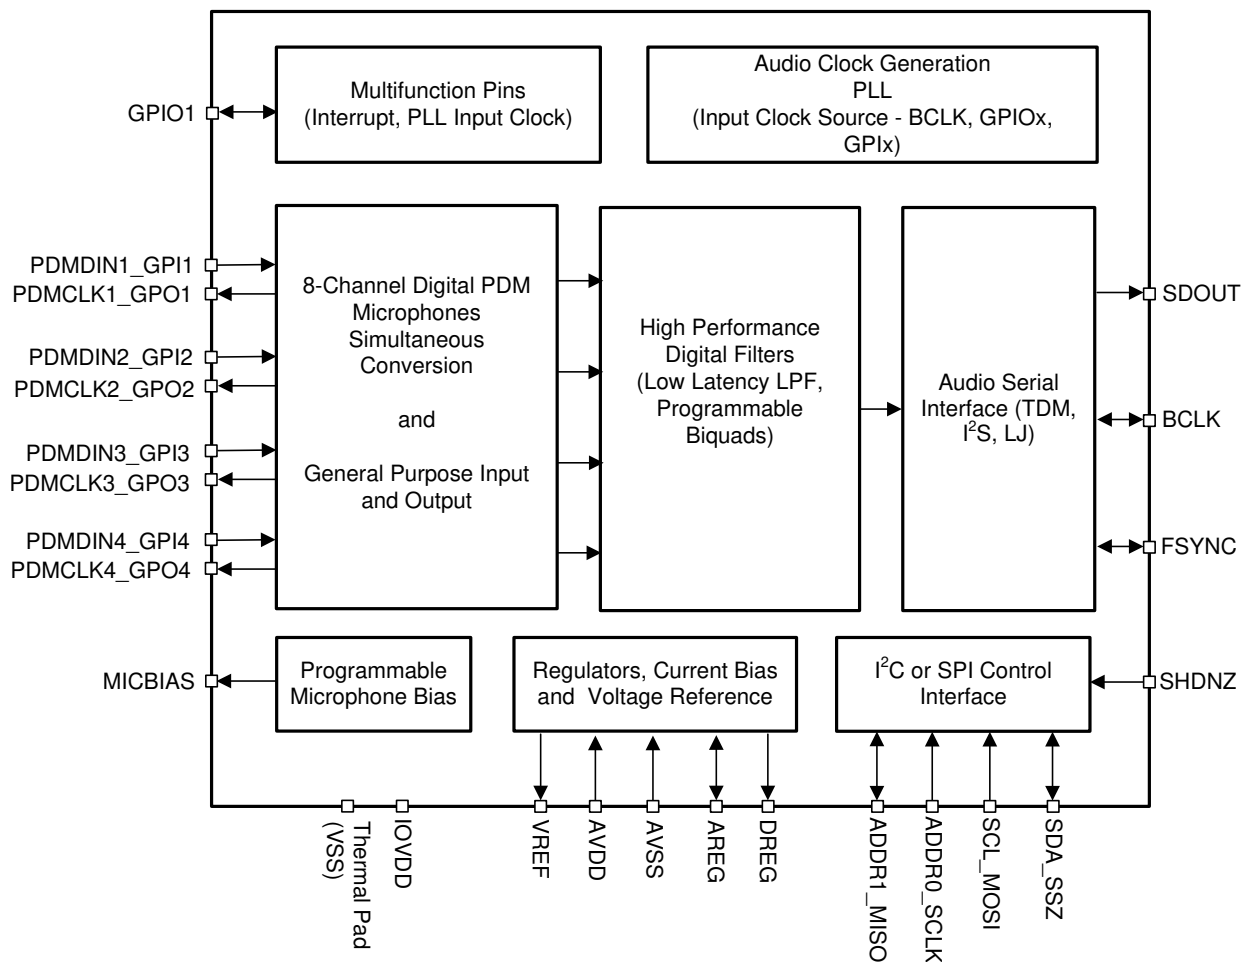 Multifunction Pins
(Interrupt, PLL Input Clock)
Audio Clock Generation
PLL
(Input Clock Source - BCLK, GPIOx,
GPIx)
GPIO1
PDMDIN1_GPI1
PDMCLK1_GPO1
PDMDIN2_GPI2
PDMCLK2_GPO2
PDMDIN3_GPI3
PDMCLK3_GPO3
PDMDIN4_GPI4
PDMCLK4_GPO4
8-Channel Digital PDM
Microphones
Simultaneous
Conversion
and
General Purpose Input
and Output
High Performance
Digital Filters
(Low Latency LPF,
Programmable
Biquads)
Audio Serial
Interface (TDM,
I²S, LJ)
SDOUT
BCLK
FSYNC
MICBIAS
Programmable
Microphone Bias
Regulators, Current Bias
and  Voltage Reference
I²C or SPI Control
Interface
SHDNZ
Thermal Pad
(VSS)
IOVDD
VREF
AVDD
AVSS
AREG
DREG
ADDR1_MISO
ADDR0_SCLK
SCL_MOSI
SDA_SSZ